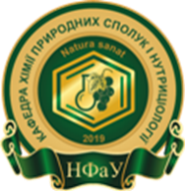 КАФЕДРА ХІМІЇ ПРИРОДНИХ СПОЛУК І НУТРИЦІОЛОГІЇ
Natura sanat
2019
НФаУ